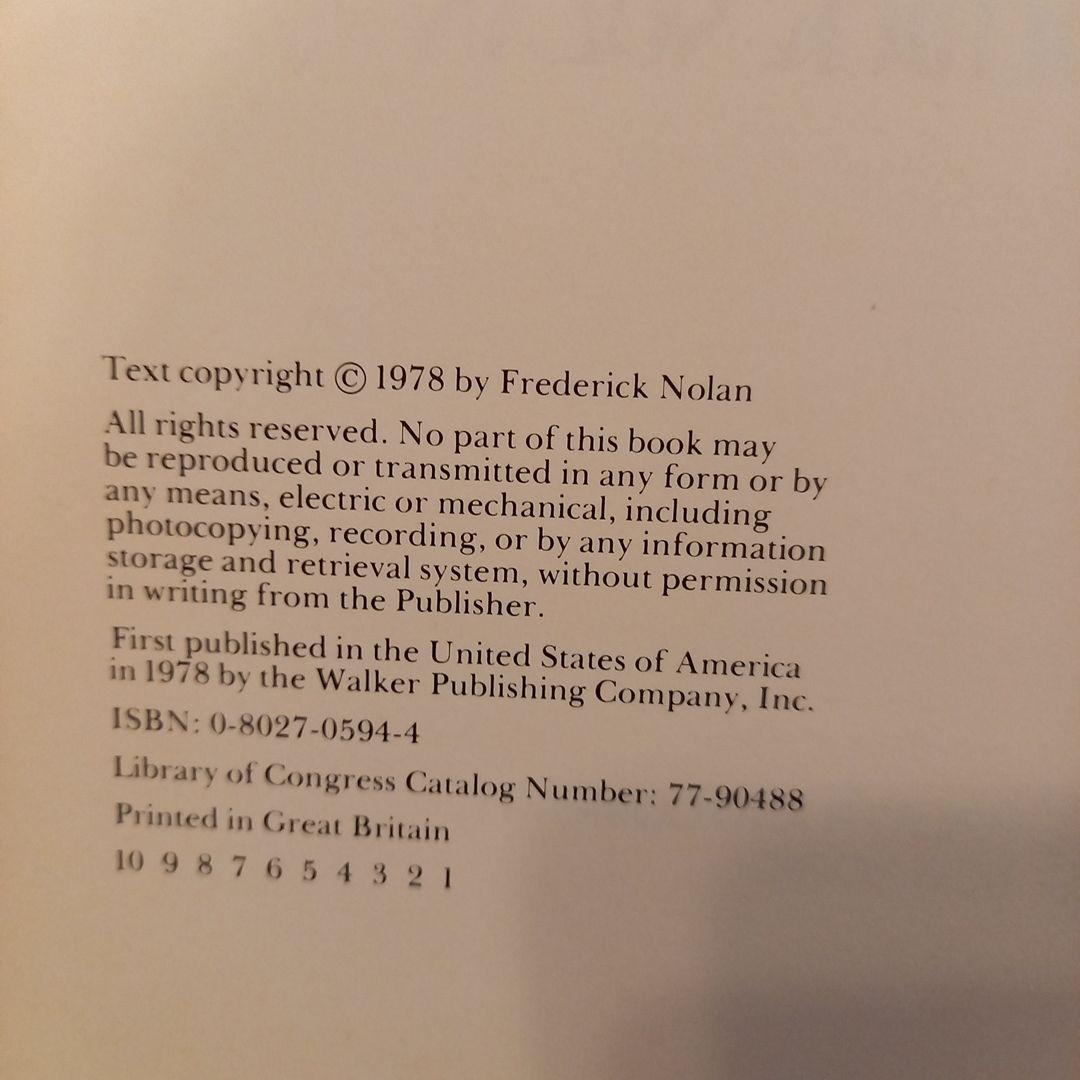 Text copyright © 1978 by Frederick Nolan
All rights reserved. No part of this book may
be reproduced or transmitted in any form or by
any means, electric or mechanical, including
photocopying, recording, or by any information
storage and retrieval system, without permission
in writing from the Publisher.
First published in the United States of America
in 1978 by the Walker Publishing Company, Inc.
ISBN: 0-8027-0594-4
Library of Congress Catalog Number: 77-90488
Printed in Great Britain
10 9 8 7 6 5 4 3 2 1